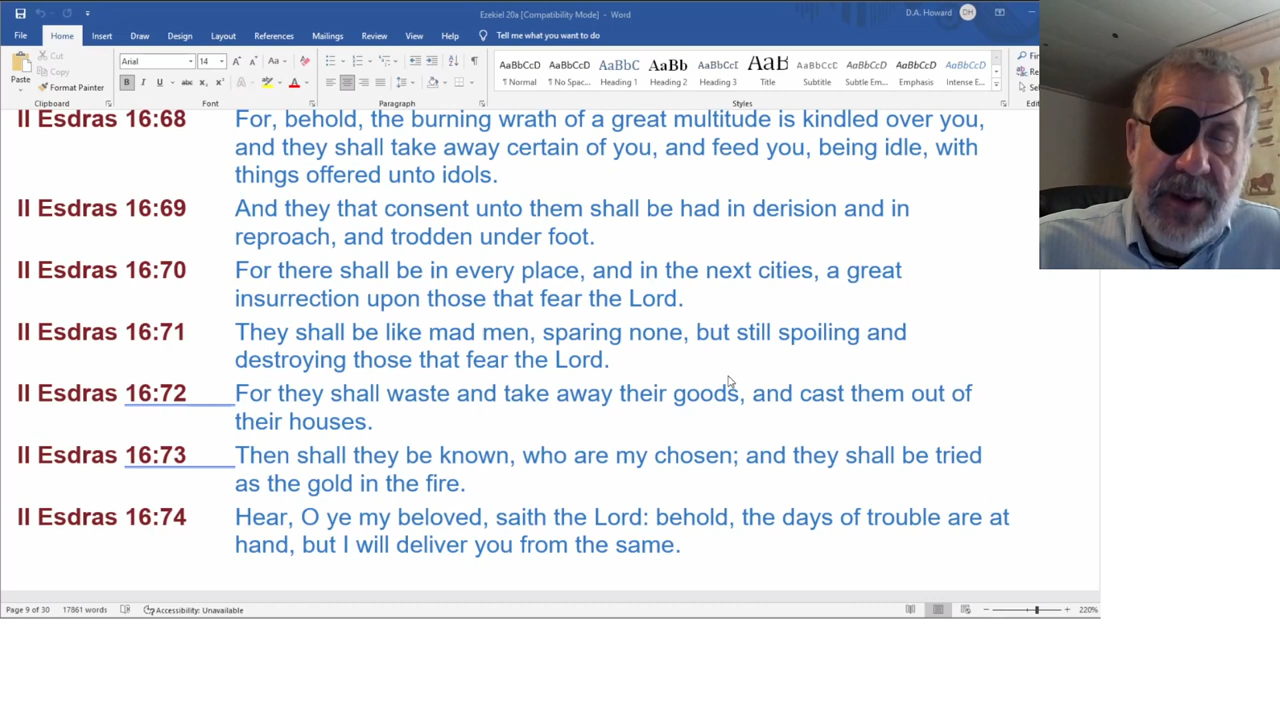 Ezekiel 20a [Compatibility Mode] - Word
D.A. Howard DH
File Home Insert Draw Design Layout References Mailings Review View Help Tell me what you want to do
Paste
Cut
Copy
Format Painter
Clipboard
Arial 14
B I U abc X₂ X² A A A
Aa
Font
Paragraph
AaBbCcD AaBbCcD AaBbC AaBb AaBbCcI AaB AaBbCcD AaBbCcD AaBbCcD AaBbCcD
¶ Normal ¶ No Spac... Heading 1 Heading 2 Heading 3 Title Subtitle Subtle Em... Emphasis Intense E...
Styles
II Esdras 16:68 For, behold, the burning wrath of a great multitude is kindled over you,
and they shall take away certain of you, and feed you, being idle, with
things offered unto idols.
II Esdras 16:69 And they that consent unto them shall be had in derision and in
reproach, and trodden under foot.
II Esdras 16:70 For there shall be in every place, and in the next cities, a great
insurrection upon those that fear the Lord.
II Esdras 16:71 They shall be like mad men, sparing none, but still spoiling and
destroying those that fear the Lord.
II Esdras 16:72 For they shall waste and take away their goods, and cast them out of
their houses.
II Esdras 16:73 Then shall they be known, who are my chosen; and they shall be tried
as the gold in the fire.
II Esdras 16:74 Hear, O ye my beloved, saith the Lord: behold, the days of trouble are at
hand, but I will deliver you from the same.
Page 9 of 30 17861 words Accessibility: Unavailable 220%